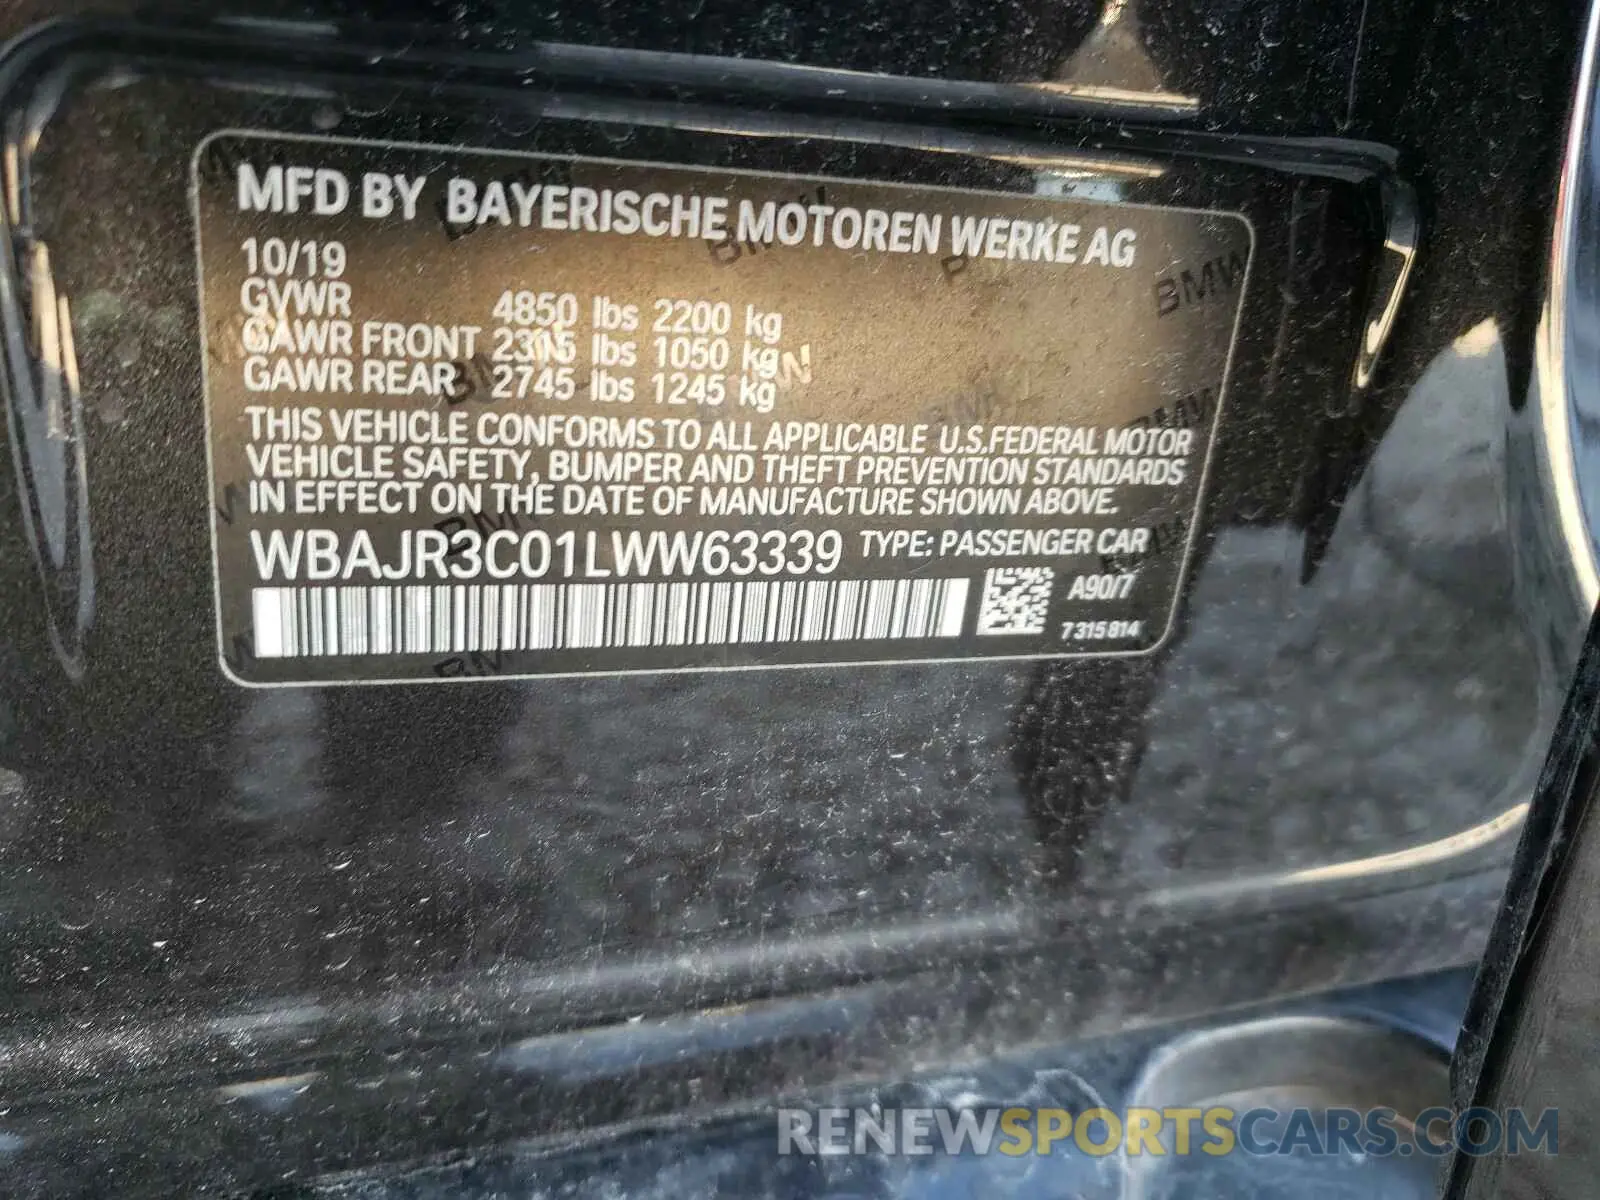 MFD BY BAYERISCHE MOTOREN WERKE AG
10/19
GVWR 4850 lbs 2200 kg
GAWR FRONT 2315 lbs 1050 kg
GAWR REAR 2745 lbs 1245 kg
THIS VEHICLE CONFORMS TO ALL APPLICABLE U.S.FEDERAL MOTOR
VEHICLE SAFETY, BUMPER AND THEFT PREVENTION STANDARDS
IN EFFECT ON THE DATE OF MANUFACTURE SHOWN ABOVE.
WBAJR3C01LWW63339 TYPE: PASSENGER CAR
A90/7
7 315 814
RENEWSPORTSCARS.COM